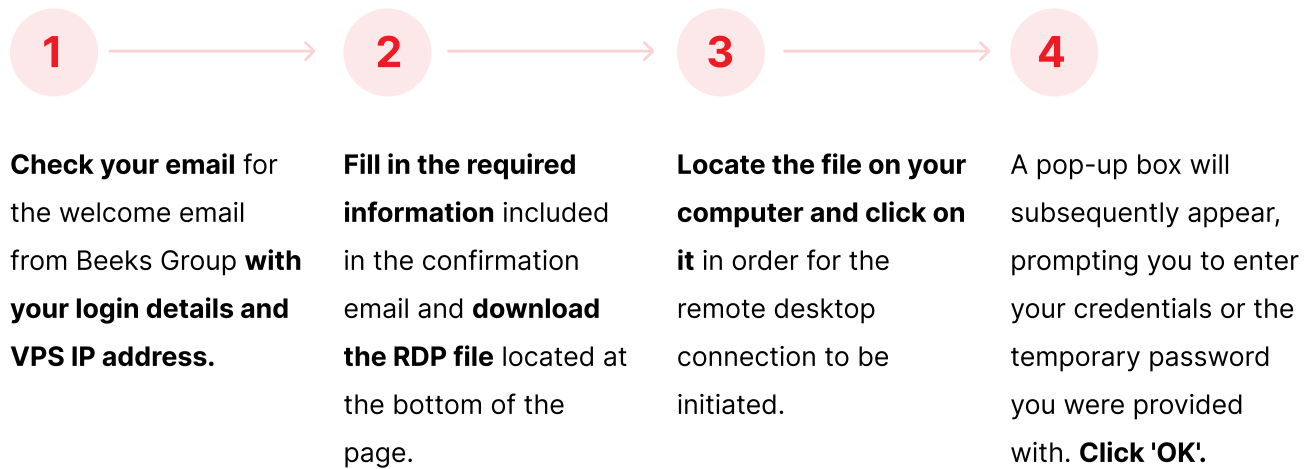 1
Check your email for
the welcome email
from Beeks Group with
your login details and
VPS IP address.
2
Fill in the required
information included
in the confirmation
email and download
the RDP file located at
the bottom of the
page.
3
Locate the file on your
computer and click on
it in order for the
remote desktop
connection to be
initiated.
4
A pop-up box will
subsequently appear,
prompting you to enter
your credentials or the
temporary password
you were provided
with. Click 'OK'.